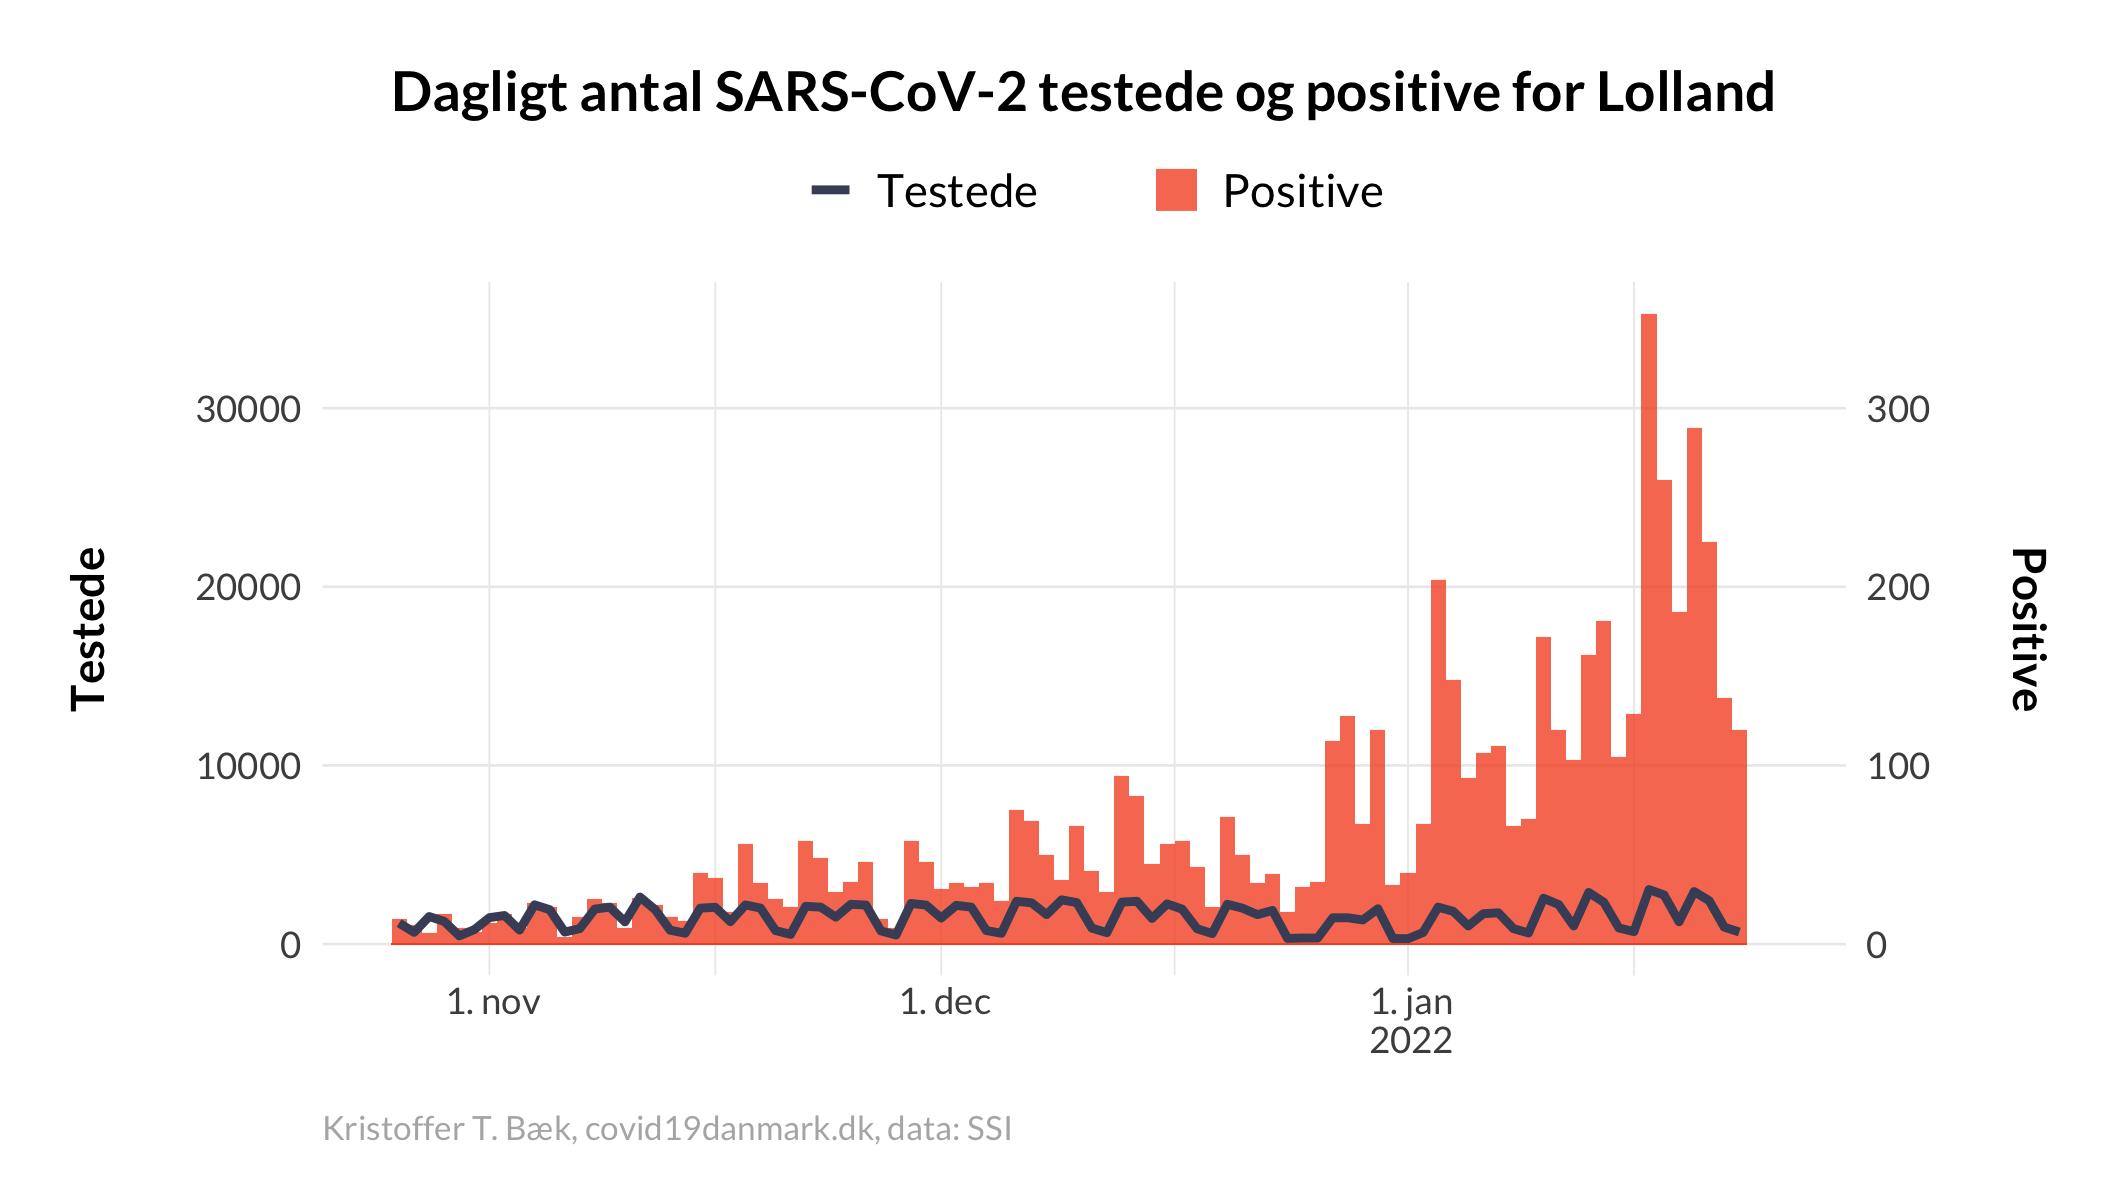 Dagligt antal SARS-CoV-2 testede og positive for Lolland
Testede
Positive
30000
20000
10000
0
300
200
100
0
Testede
Positive
1. nov
1. dec
1. jan
2022
Kristoffer T. Bæk, covid19danmark.dk, data: SSI